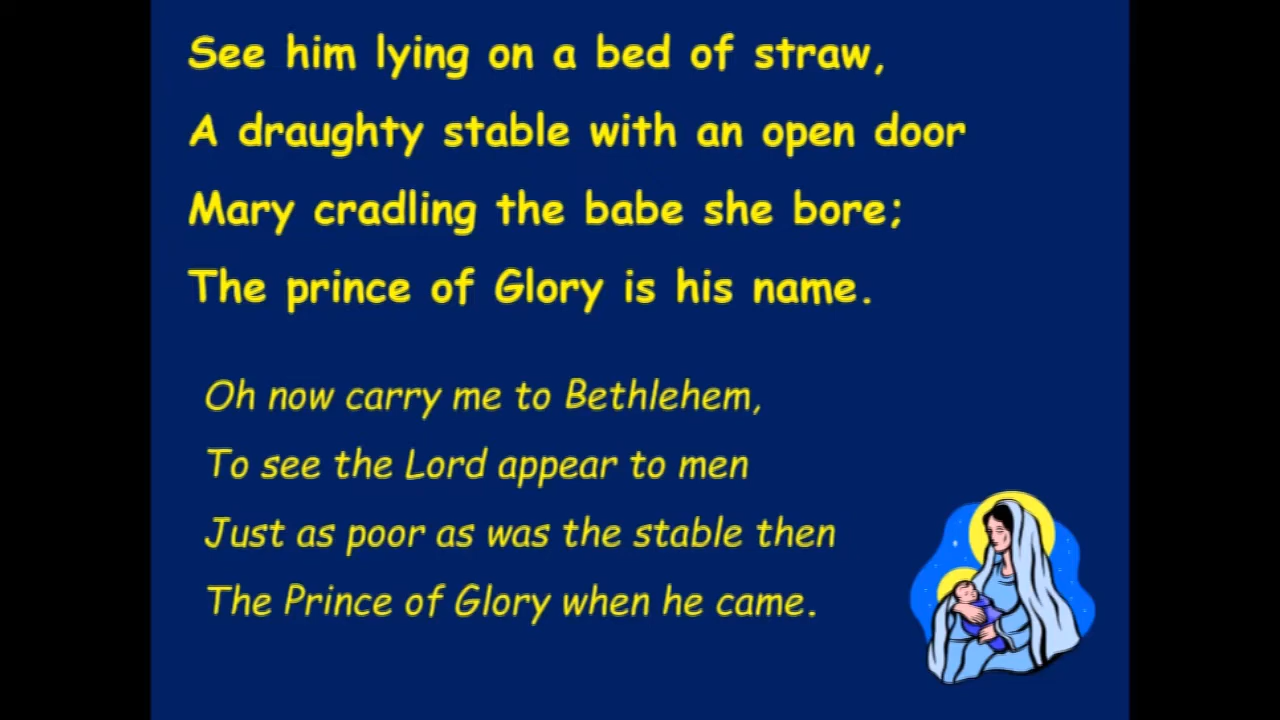 See him lying on a bed of straw,
A draughty stable with an open door
Mary cradling the babe she bore;
The prince of Glory is his name.
Oh now carry me to Bethlehem,
To see the Lord appear to men
Just as poor as was the stable then
The Prince of Glory when he came.